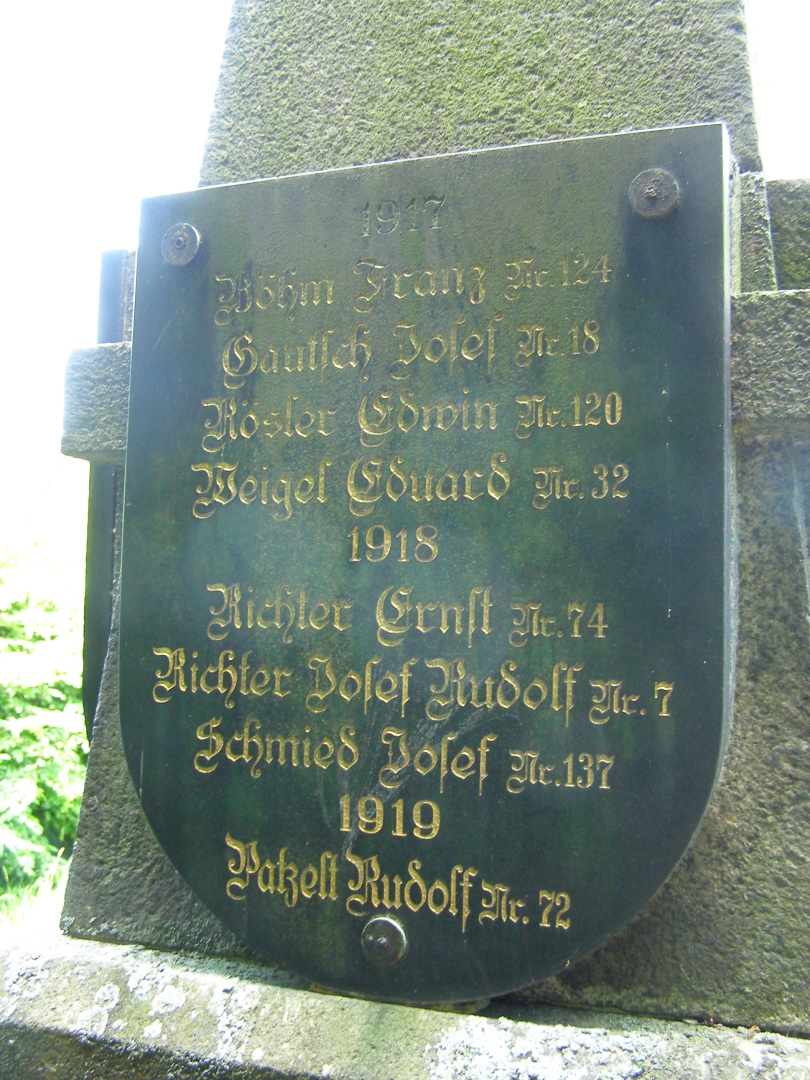 1917
Böhm Franz Nr. 124
Gautsch Josef Nr. 18
Rösler Edwin Nr. 120
Weigel Eduard Nr. 32
1918
Richter Ernst Nr. 74
Richter Josef Rudolf Nr. 7
Schmied Josef Nr. 137
1919
Patzelt Rudolf Nr. 72